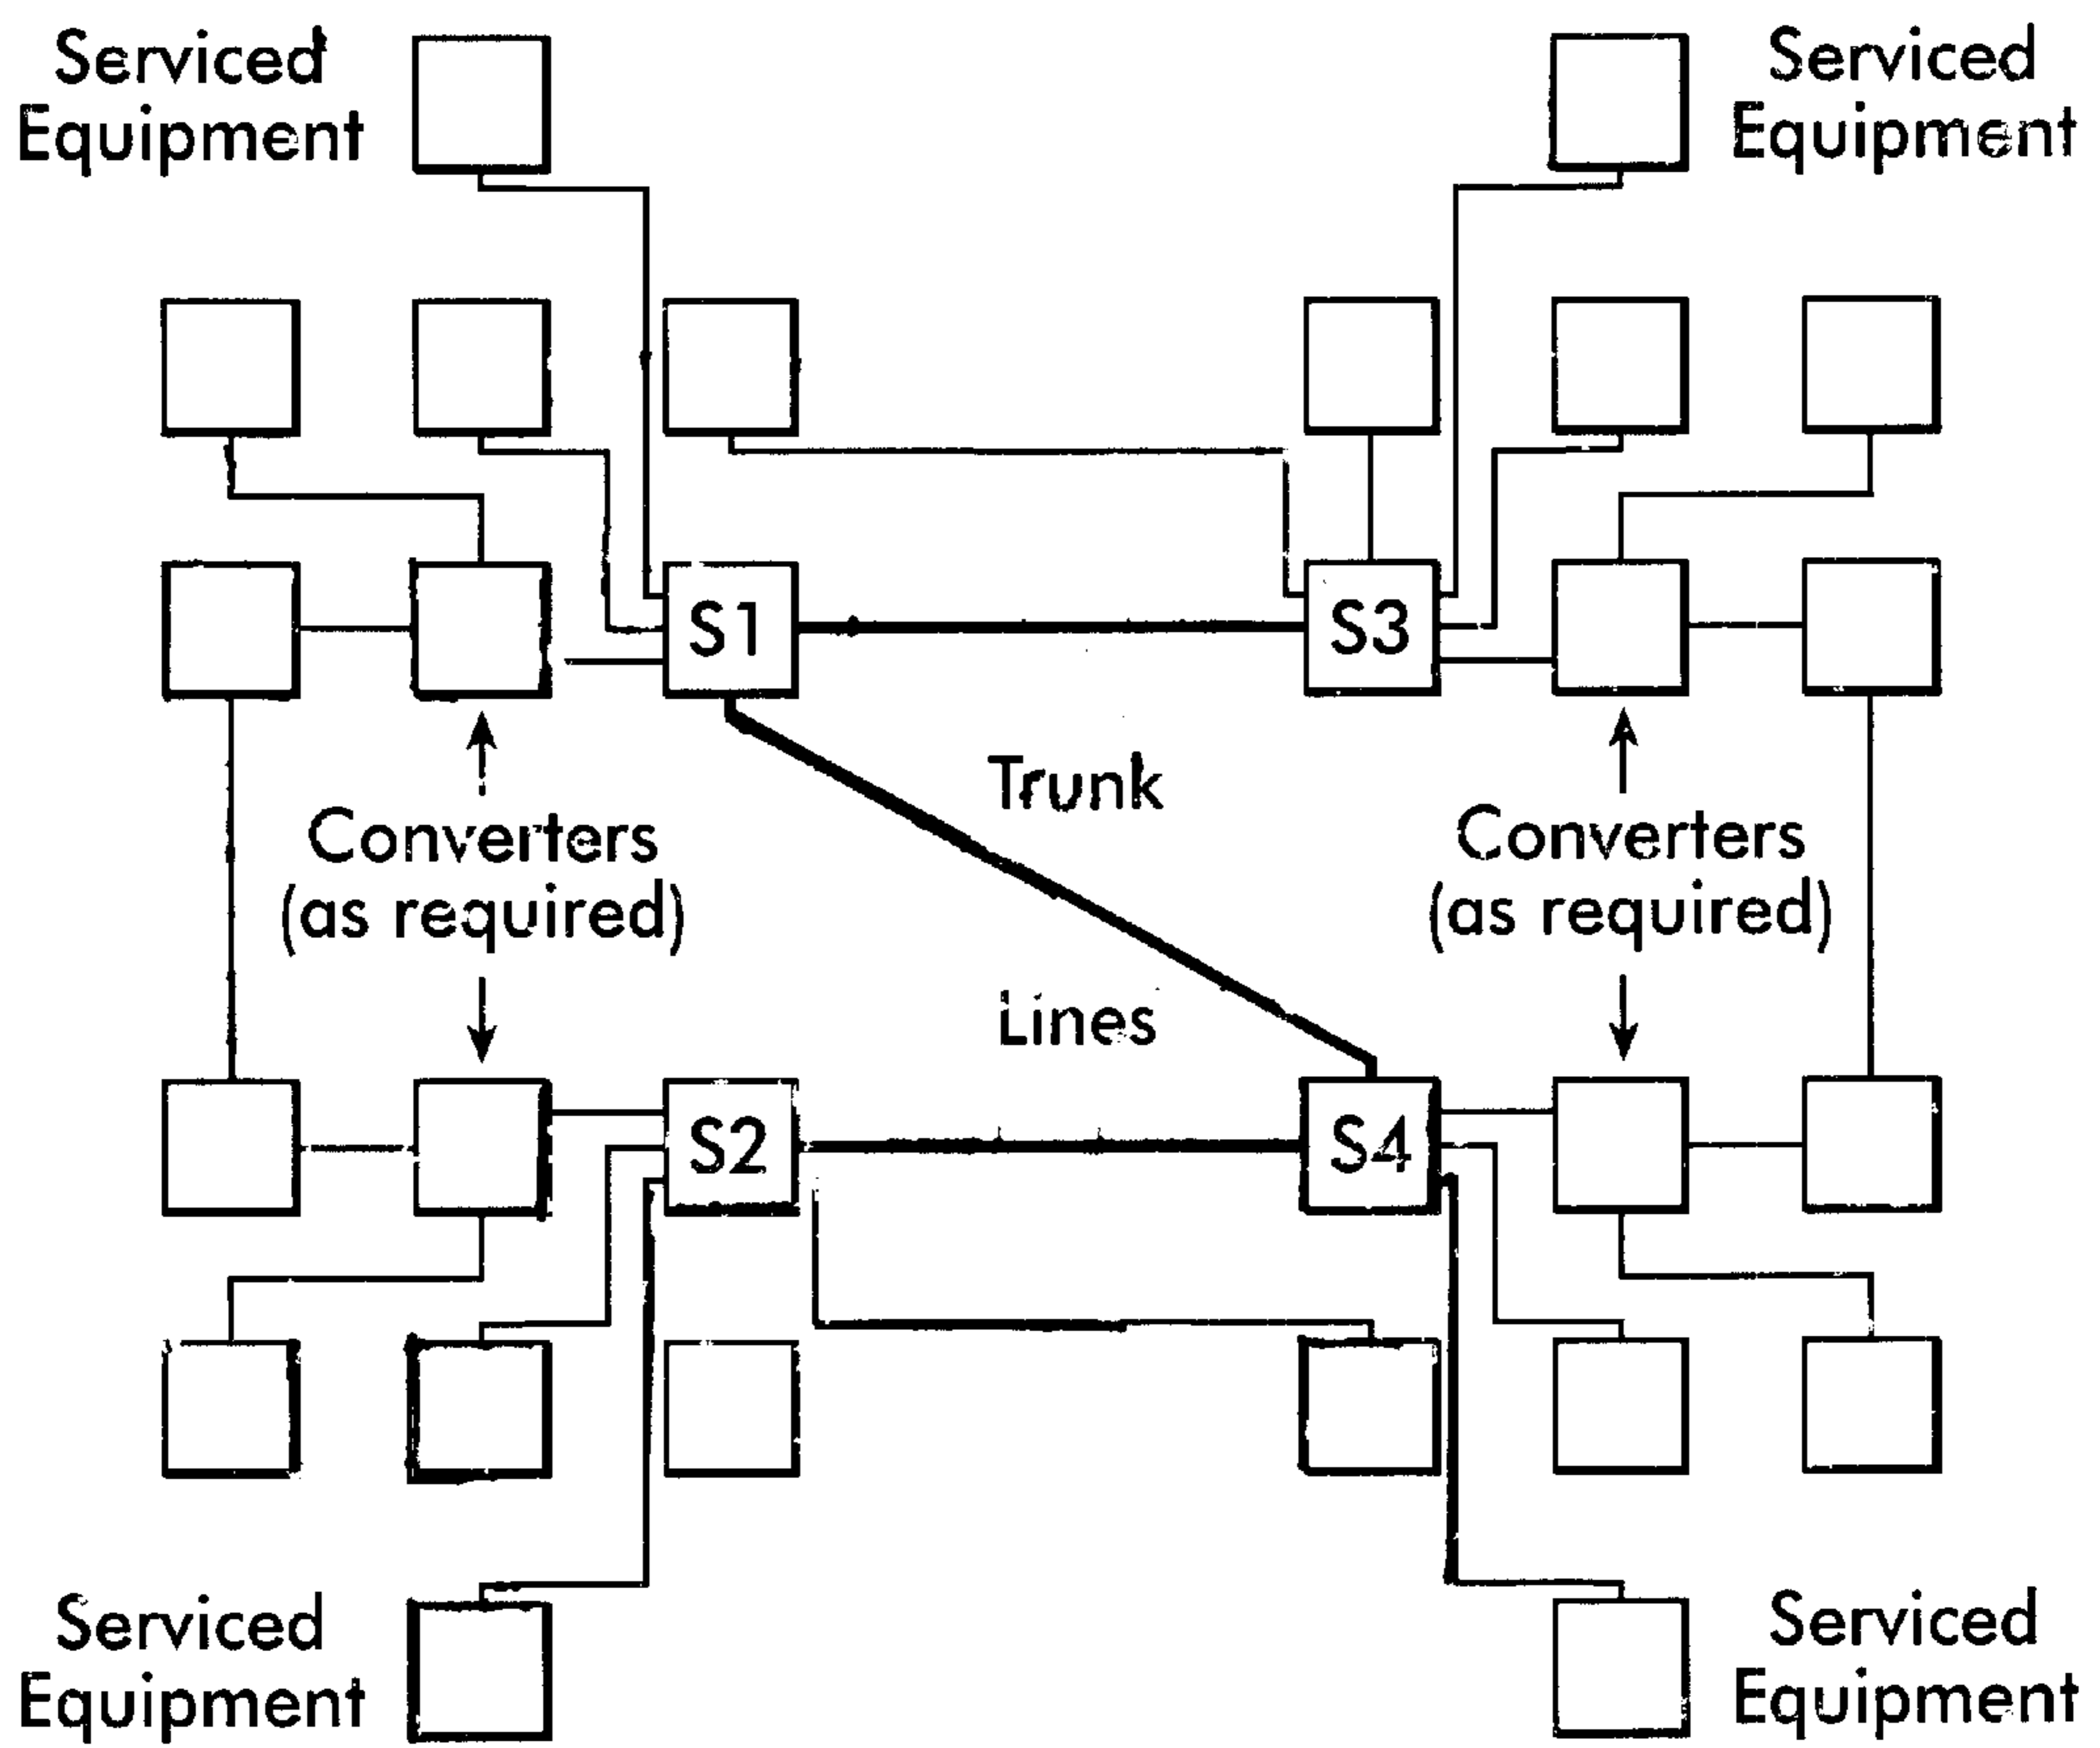 Serviced
Equipment
Serviced
Equipment
S1
S3
Trunk
Converters
(as required)
Converters
(as required)
Lines
S2
S4
Serviced
Equipment
Serviced
Equipment